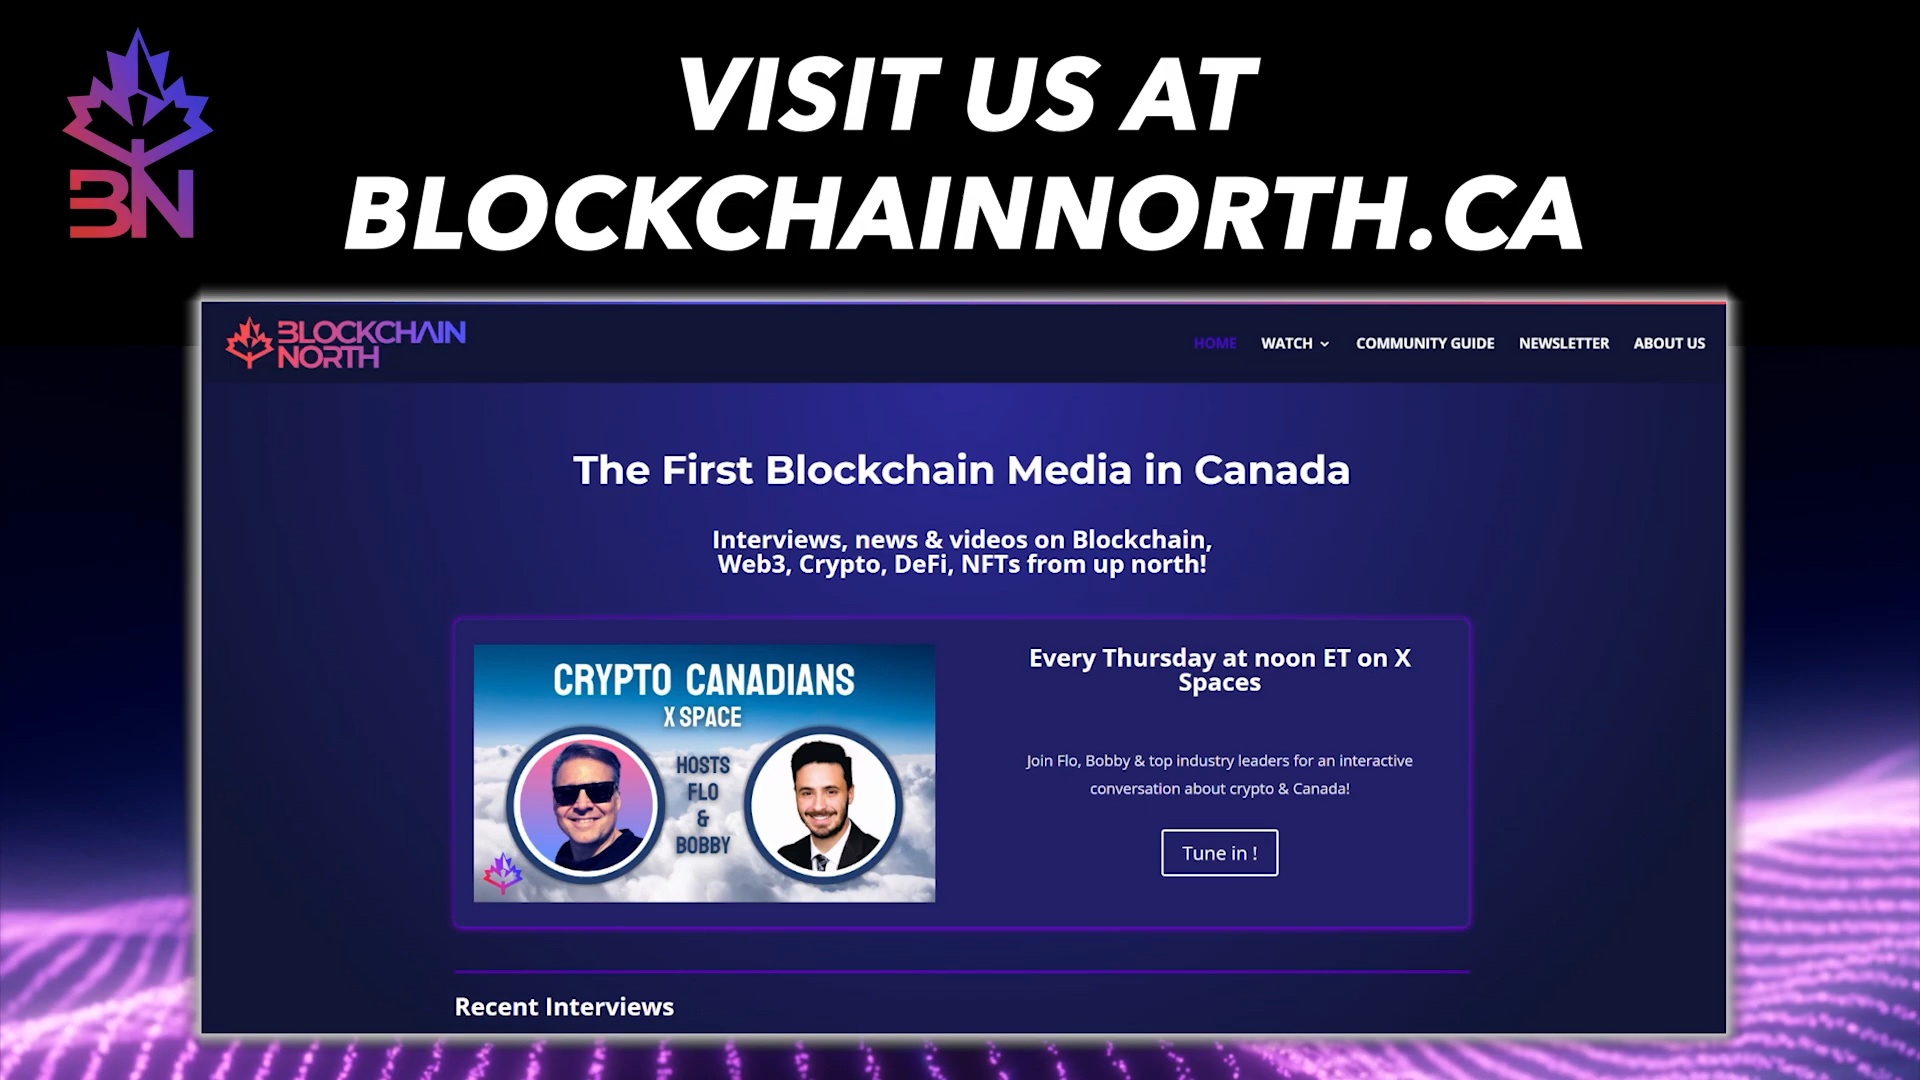 VISIT US AT
BLOCKCHAINNORTH.CA
BN
BLOCKCHAIN
NORTH
HOME WATCH COMMUNITY GUIDE NEWSLETTER ABOUT US
The First Blockchain Media in Canada
Interviews, news & videos on Blockchain,
Web3, Crypto, DeFi, NFTs from up north!
CRYPTO CANADIANS
X SPACE
HOSTS
FLO
&
BOBBY
Every Thursday at noon ET on X
Spaces
Join Flo, Bobby & top industry leaders for an interactive
conversation about crypto & Canada!
Tune in !
Recent Interviews